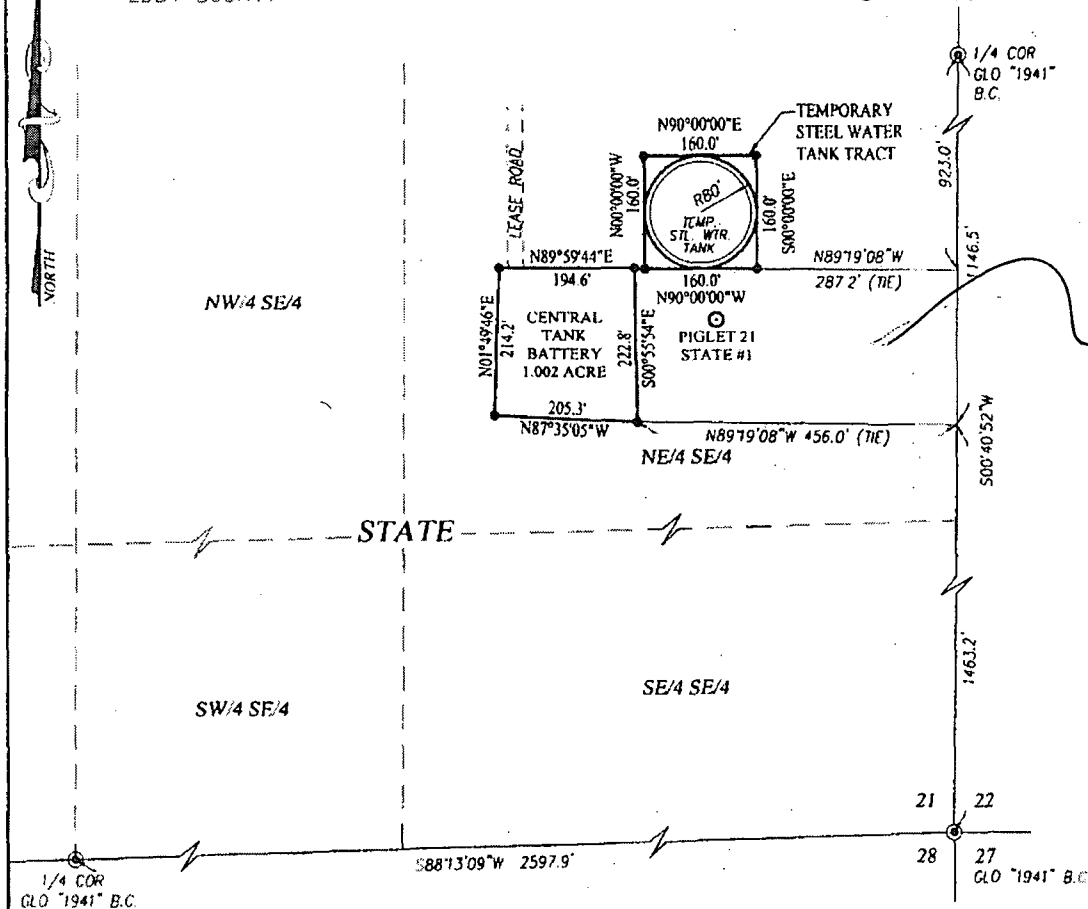 1/4 COR
GLO "1941"
B.C.
TEMPORARY
STEEL WATER
TANK TRACT
N90°00'00"E
160.0'
923.0'
N00°00'00"W
160.0'
R80'
TEMP.
STL. WTR.
TANK
160.0'
S00°00'00"E
LEASE ROAD
NORTH
N89°59'44"E
194.6'
160.0'
N90°00'00"W
N89°19'08"W
287.2' (TIE)
1146.5'
NW/4 SE/4
N01°49'46"E
214.2'
CENTRAL
TANK
BATTERY
1.002 ACRE
222.8'
S00°55'54"E
PIGLET 21
STATE #1
205.3'
N87°35'05"W
N89°19'08"W 456.0' (TIE)
S00°40'52"W
NE/4 SE/4
STATE
1463.2'
SW/4 SE/4
SE/4 SE/4
21 22
28 27
GLO "1941" B.C.
S88°13'09"W 2597.9'
1/4 COR
GLO "1941" B.C.